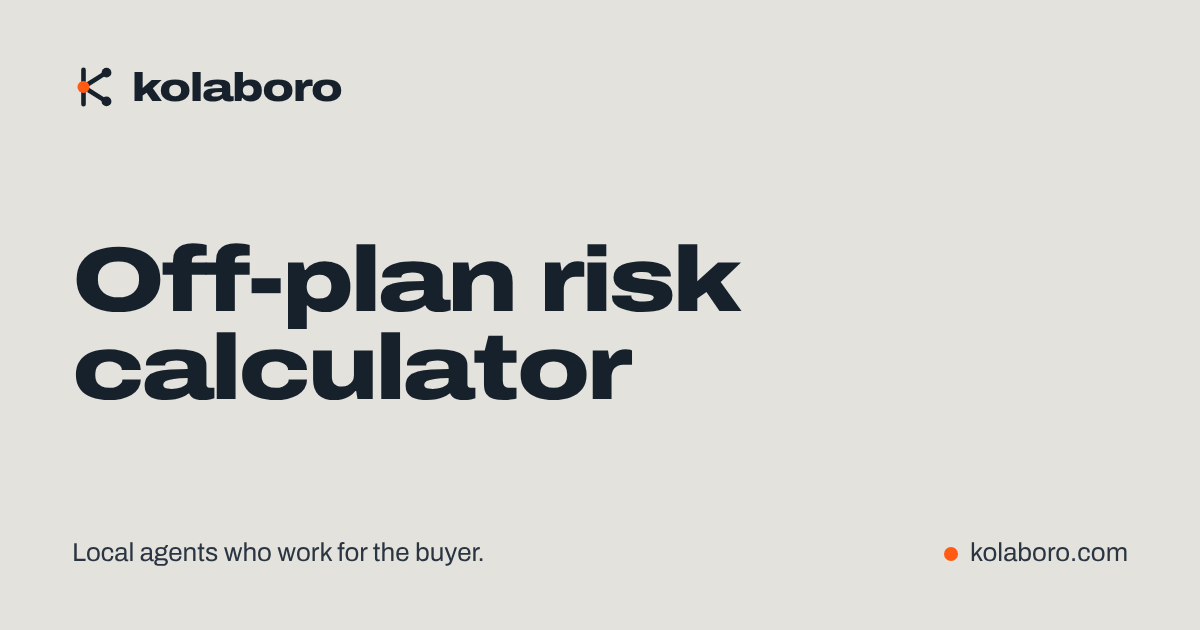 kolaboro
Off-plan risk
calculator
Local agents who work for the buyer.
kolaboro.com